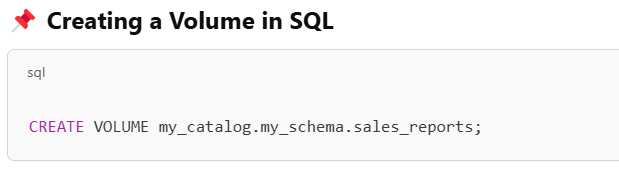 📌 Creating a Volume in SQL
sql
CREATE VOLUME my_catalog.my_schema.sales_reports;